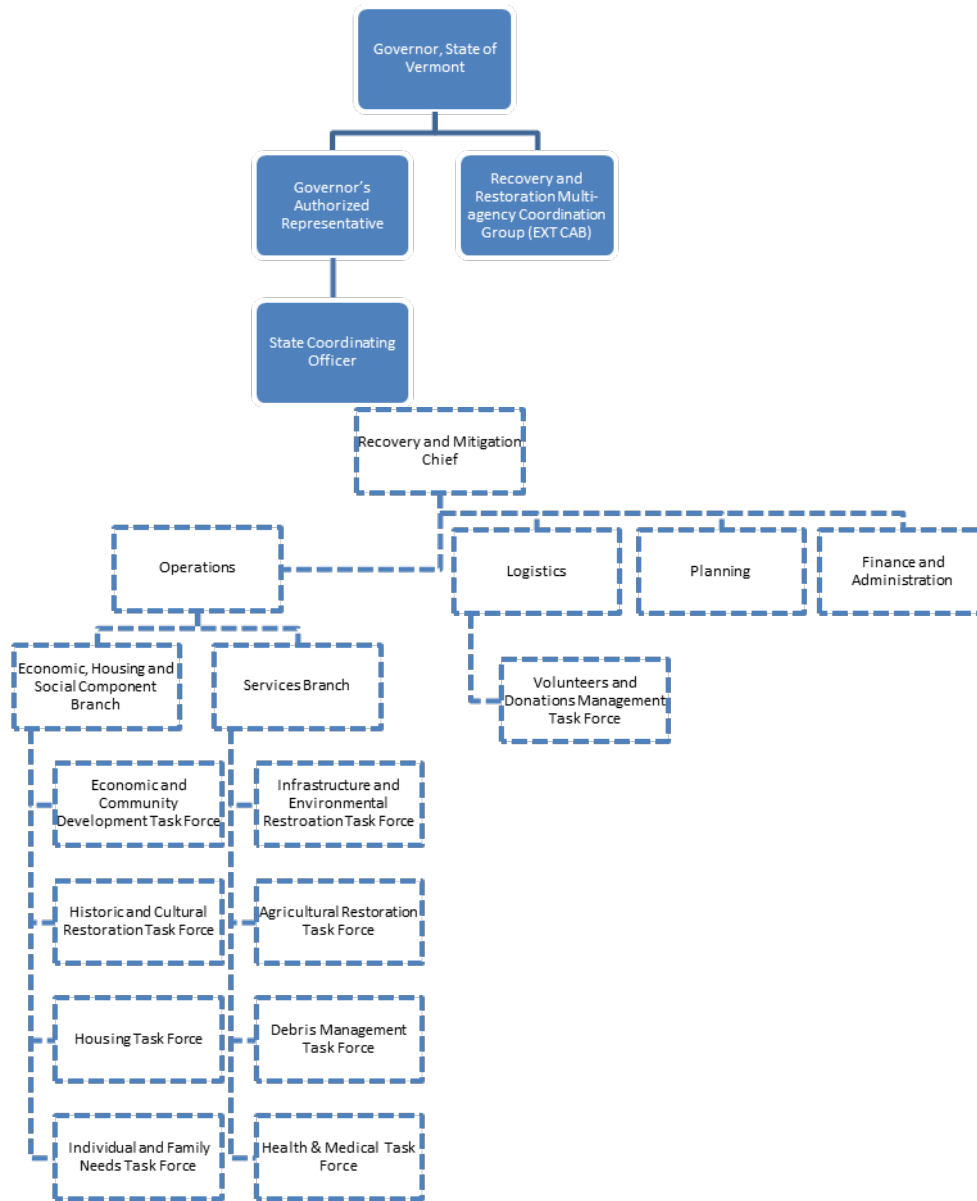 Governor, State of
Vermont
Governor's
Authorized
Representative
Recovery and
Restoration Multi-
agency Coordination
Group (EXT CAB)
State Coordinating
Officer
Recovery and Mitigation
Chief
Operations
Logistics
Planning
Finance and
Administration
Economic, Housing and
Social Component
Branch
Services Branch
Volunteers and
Donations Management
Task Force
Economic and
Community
Development Task Force
Infrastructure and
Environmental
Restroation Task Force
Historic and Cultural
Restoration Task Force
Agricultural Restoration
Task Force
Housing Task Force
Debris Management
Task Force
Individual and Family
Needs Task Force
Health & Medical Task
Force